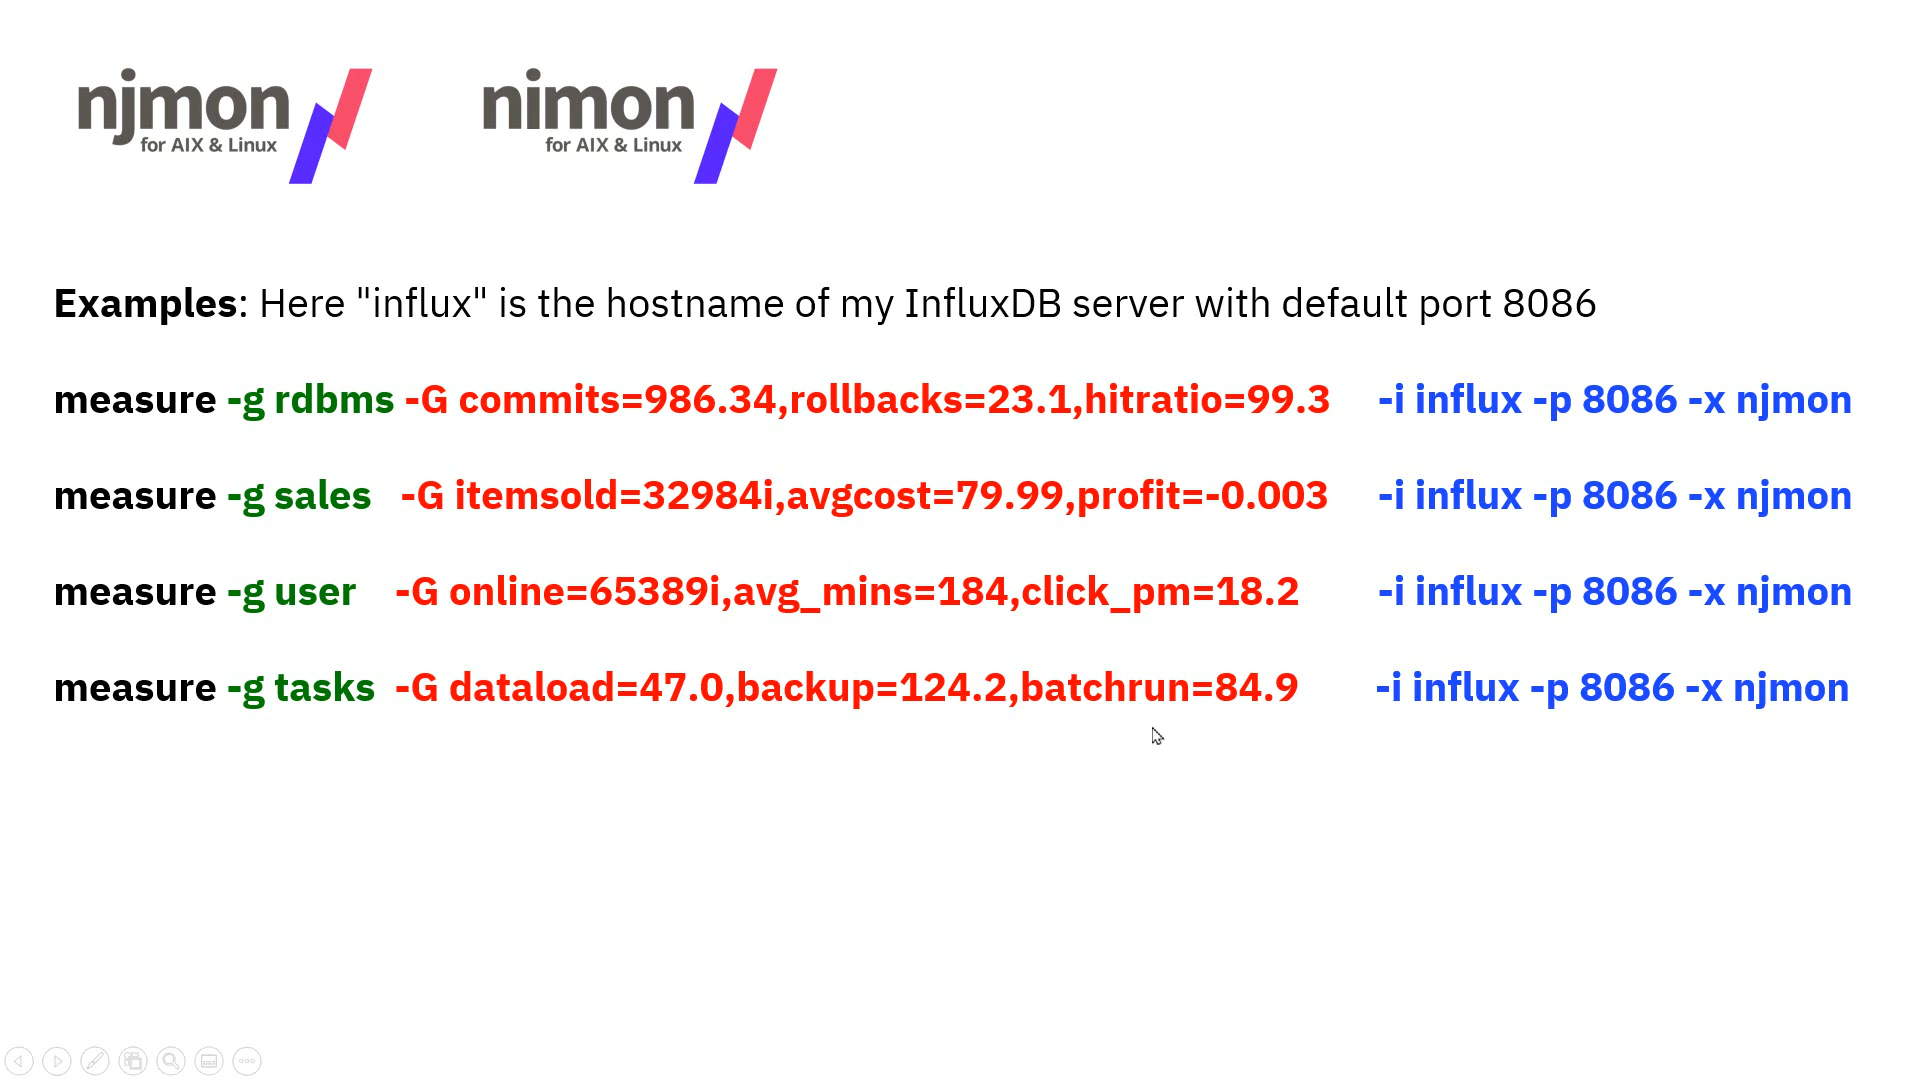 njmon
for AIX & Linux
nimon
for AIX & Linux
Examples: Here "influx" is the hostname of my InfluxDB server with default port 8086
measure -g rdbms -G commits=986.34,rollbacks=23.1,hitratio=99.3 -i influx -p 8086 -x njmon
measure -g sales -G itemsold=32984i,avgcost=79.99,profit=-0.003 -i influx -p 8086 -x njmon
measure -g user -G online=65389i,avg_mins=184,click_pm=18.2 -i influx -p 8086 -x njmon
measure -g tasks -G dataload=47.0,backup=124.2,batchrun=84.9 -i influx -p 8086 -x njmon